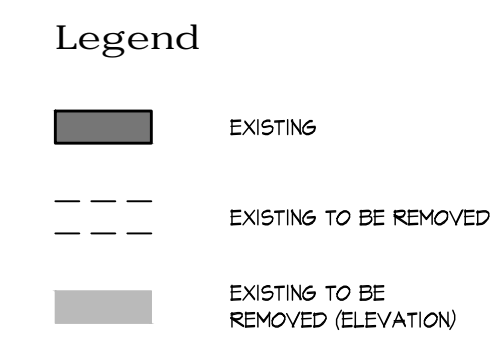 Legend
EXISTING
EXISTING TO BE REMOVED
EXISTING TO BE
REMOVED (ELEVATION)